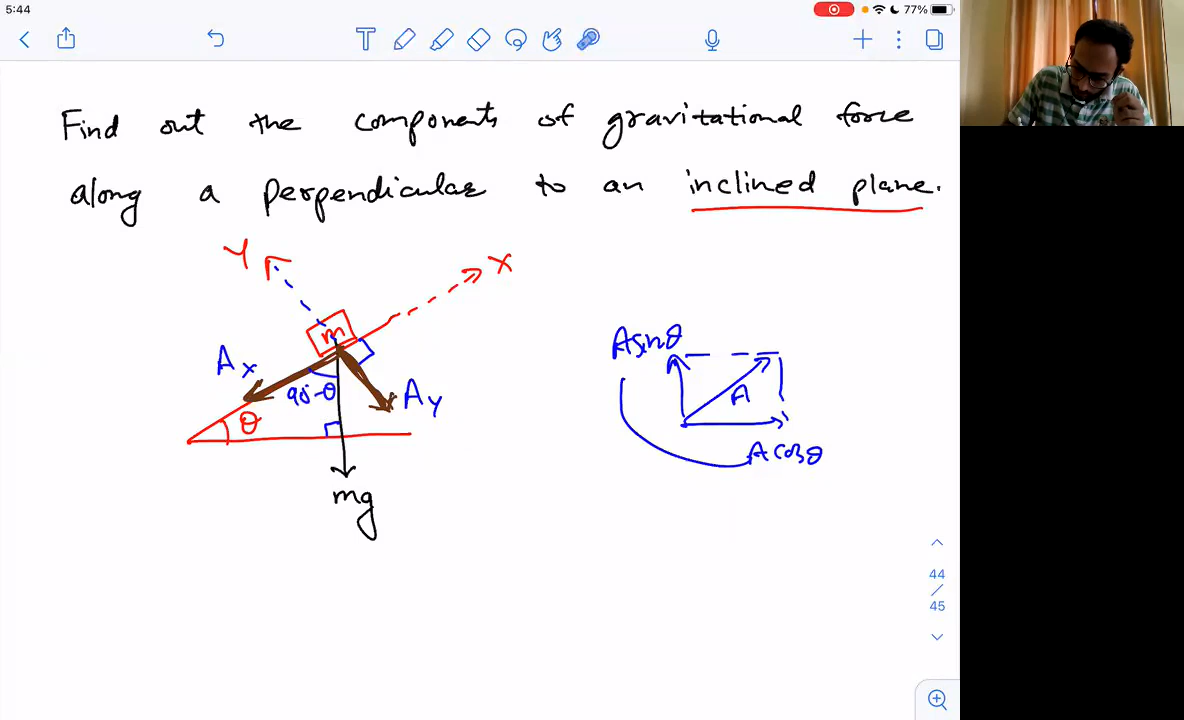 5:44
77%
T
Find out the components of gravitational force
along a perpendicular to an inclined plane.
Y
X
m
Ax
90°-θ
Ay
θ
mg
Asinθ
A
Acosθ
44
/
45